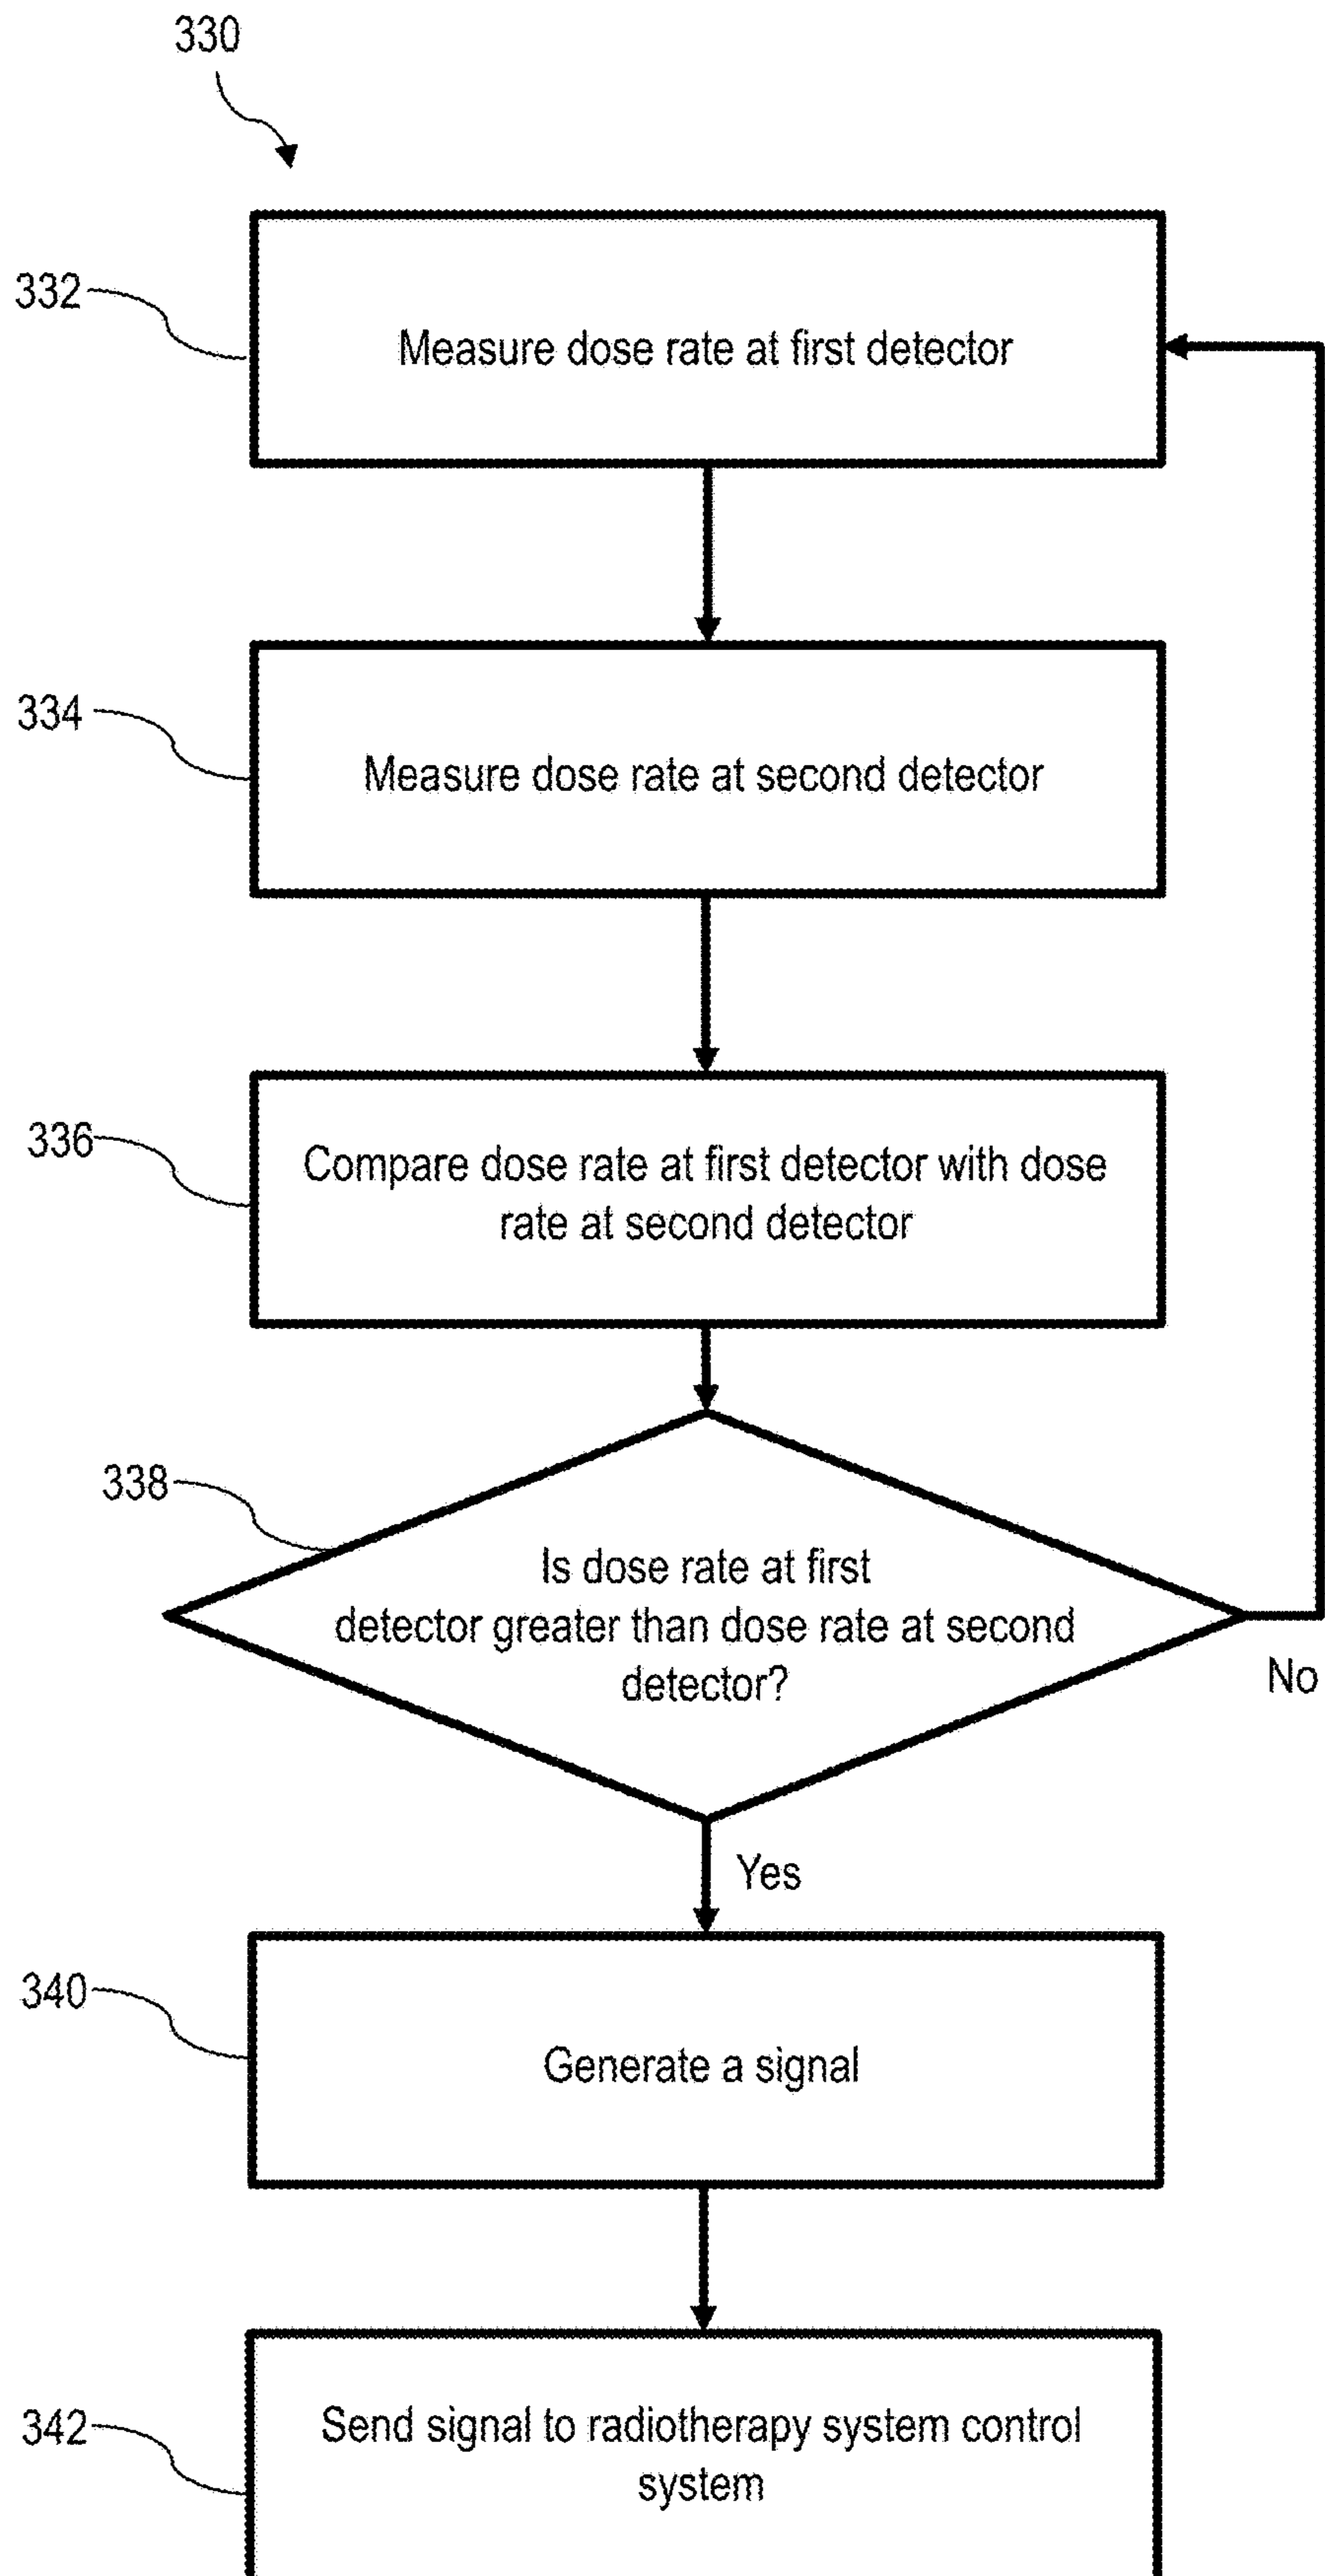 330
332
Measure dose rate at first detector
334
Measure dose rate at second detector
336
Compare dose rate at first detector with dose
rate at second detector
338
Is dose rate at first
detector greater than dose rate at second
detector?
No
Yes
340
Generate a signal
342
Send signal to radiotherapy system control
system